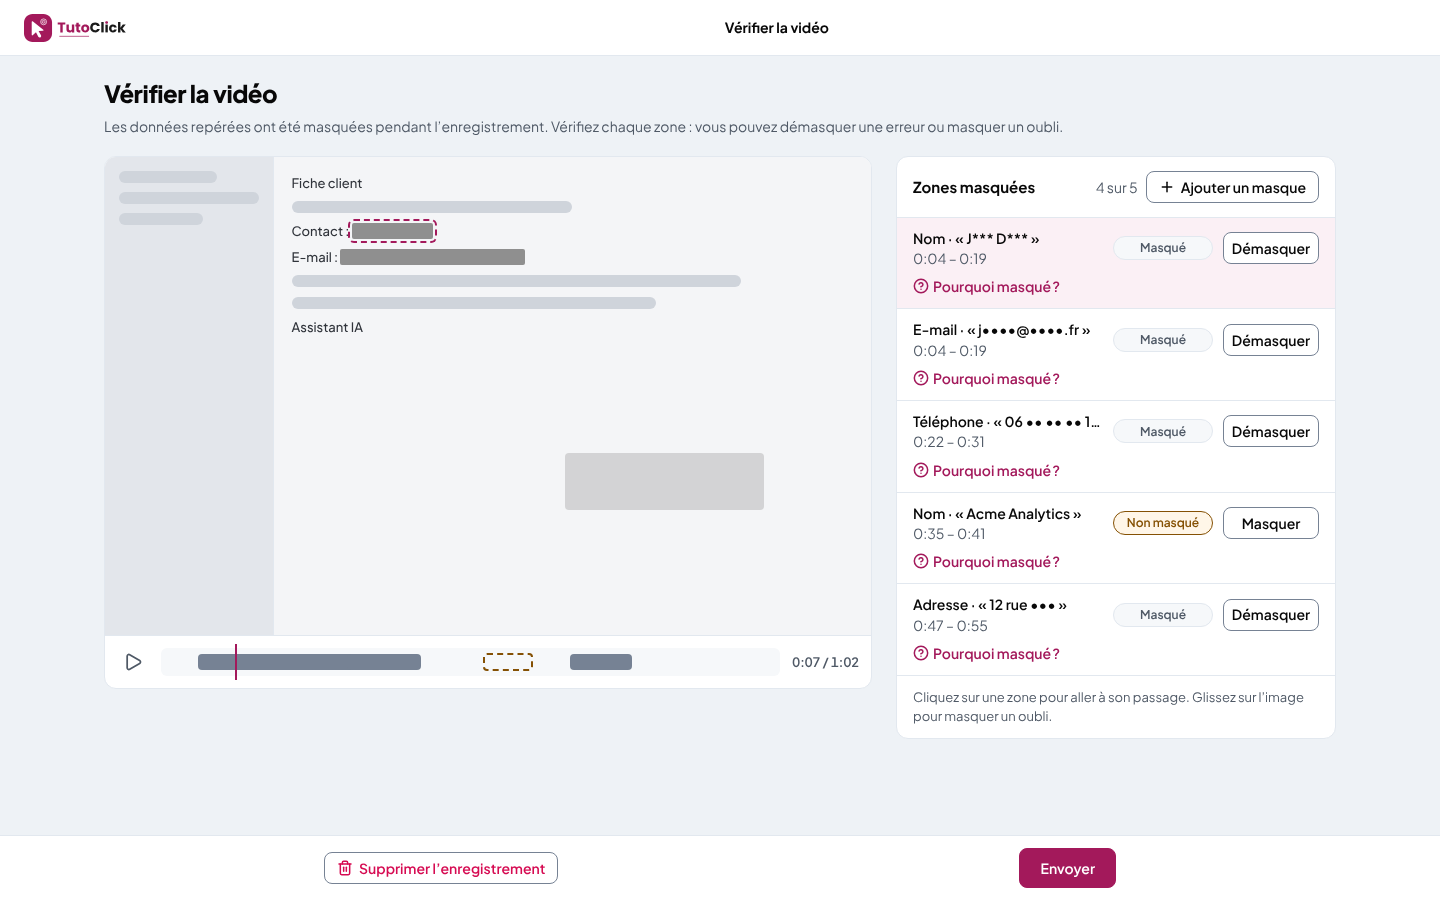 TutoClick
Vérifier la vidéo
Vérifier la vidéo
Les données repérées ont été masquées pendant l'enregistrement. Vérifiez chaque zone : vous pouvez démasquer une erreur ou masquer un oubli.
Fiche client
Contact :
E-mail :
Assistant IA
0:07 / 1:02
Zones masquées
4 sur 5
Ajouter un masque
Nom · « J*** D*** »
0:04 – 0:19
Masqué
Démasquer
Pourquoi masqué ?
E-mail · « j••••@••••.fr »
0:04 – 0:19
Masqué
Démasquer
Pourquoi masqué ?
Téléphone · « 06 •• •• •• 1…
0:22 – 0:31
Masqué
Démasquer
Pourquoi masqué ?
Nom · « Acme Analytics »
0:35 – 0:41
Non masqué
Masquer
Pourquoi masqué ?
Adresse · « 12 rue ••• »
0:47 – 0:55
Masqué
Démasquer
Pourquoi masqué ?
Cliquez sur une zone pour aller à son passage. Glissez sur l'image
pour masquer un oubli.
Supprimer l'enregistrement
Envoyer